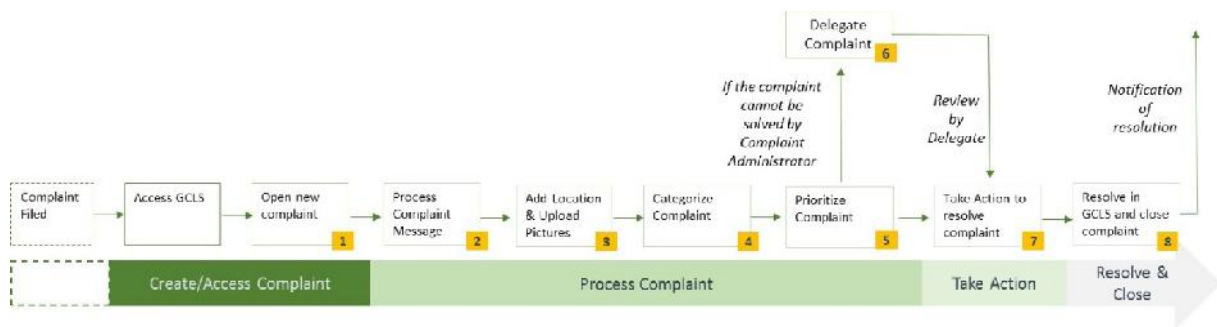 Delegate
Complaint
6
If the complaint
cannot be
solved by
Complaint
Administrator
Review
by
Delegate
Notification
of
resolution
Complaint
Filed
Access GCLS
Open new
complaint
1
Process
Complaint
Message
2
Add Location
& Upload
Pictures
3
Categorize
Complaint
4
Prioritize
Complaint
5
Take Action to
resolve
complaint
7
Resolve in
GCLS and close
complaint
8
Create/Access Complaint
Process Complaint
Take Action
Resolve &
Close